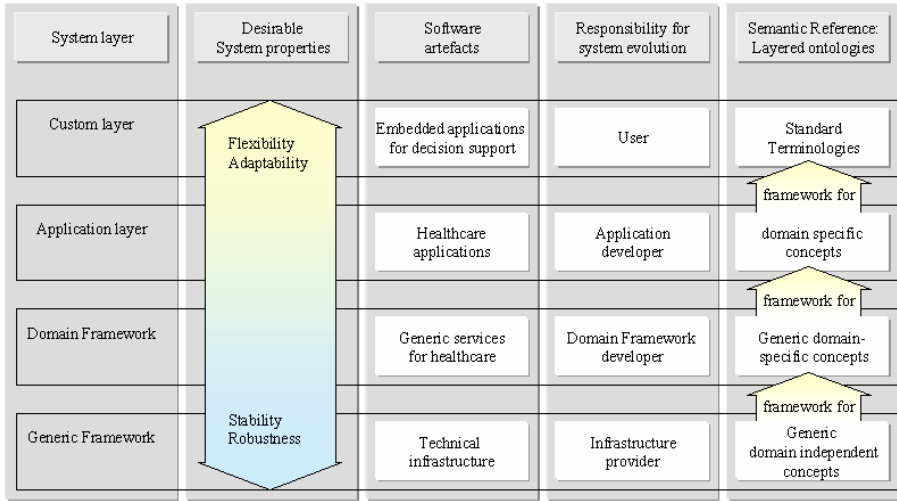 System layer
Desirable
System properties
Software
artefacts
Responsibility for
system evolution
Semantic Reference:
Layered ontologies
Custom layer
Flexibility
Adaptability
Embedded applications
for decision support
User
Standard
Terminologies
framework for
Application layer
Healthcare
applications
Application
developer
domain specific
concepts
framework for
Domain Framework
Generic services
for healthcare
Domain Framework
developer
Generic domain-
specific concepts
framework for
Generic Framework
Stability
Robustness
Technical
infrastructure
Infrastructure
provider
Generic
domain independent
concepts